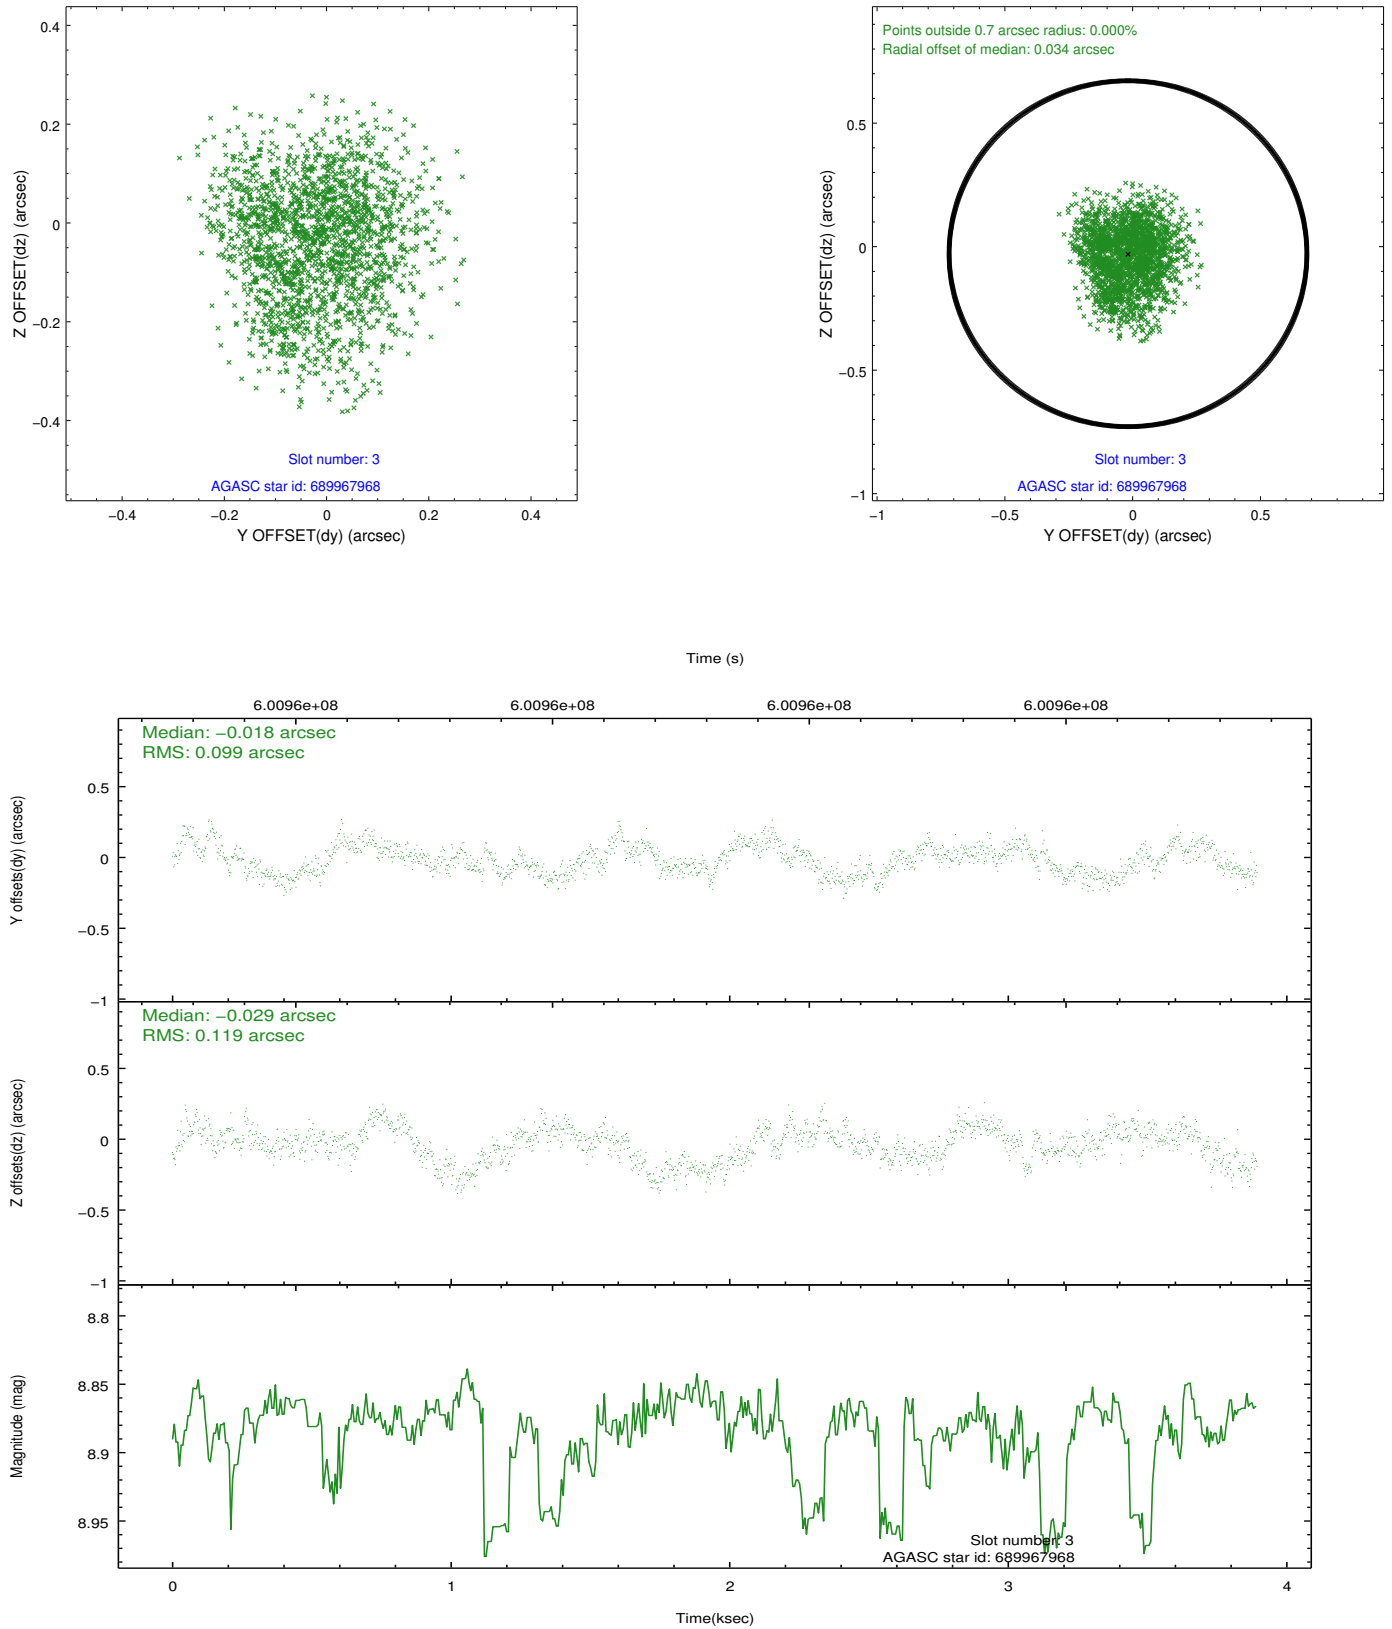 0.4
0.2
0
−0.2
−0.4
Z OFFSET(dz) (arcsec)
Slot number: 3
AGASC star id: 689967968
−0.4 −0.2 0 0.2 0.4
Y OFFSET(dy) (arcsec)
Points outside 0.7 arcsec radius: 0.000%
Radial offset of median: 0.034 arcsec
0.5
0
−0.5
−1
Z OFFSET(dz) (arcsec)
Slot number: 3
AGASC star id: 689967968
−1 −0.5 0 0.5
Y OFFSET(dy) (arcsec)
Time (s)
6.0096e+08 6.0096e+08 6.0096e+08 6.0096e+08
Median: −0.018 arcsec
RMS: 0.099 arcsec
0.5
0
−0.5
−1
Y offsets(dy) (arcsec)
Median: −0.029 arcsec
RMS: 0.119 arcsec
0.5
0
−0.5
−1
Z offsets(dz) (arcsec)
8.8
8.85
8.9
8.95
Magnitude (mag)
Slot number: 3
AGASC star id: 689967968
0 1 2 3 4
Time(ksec)